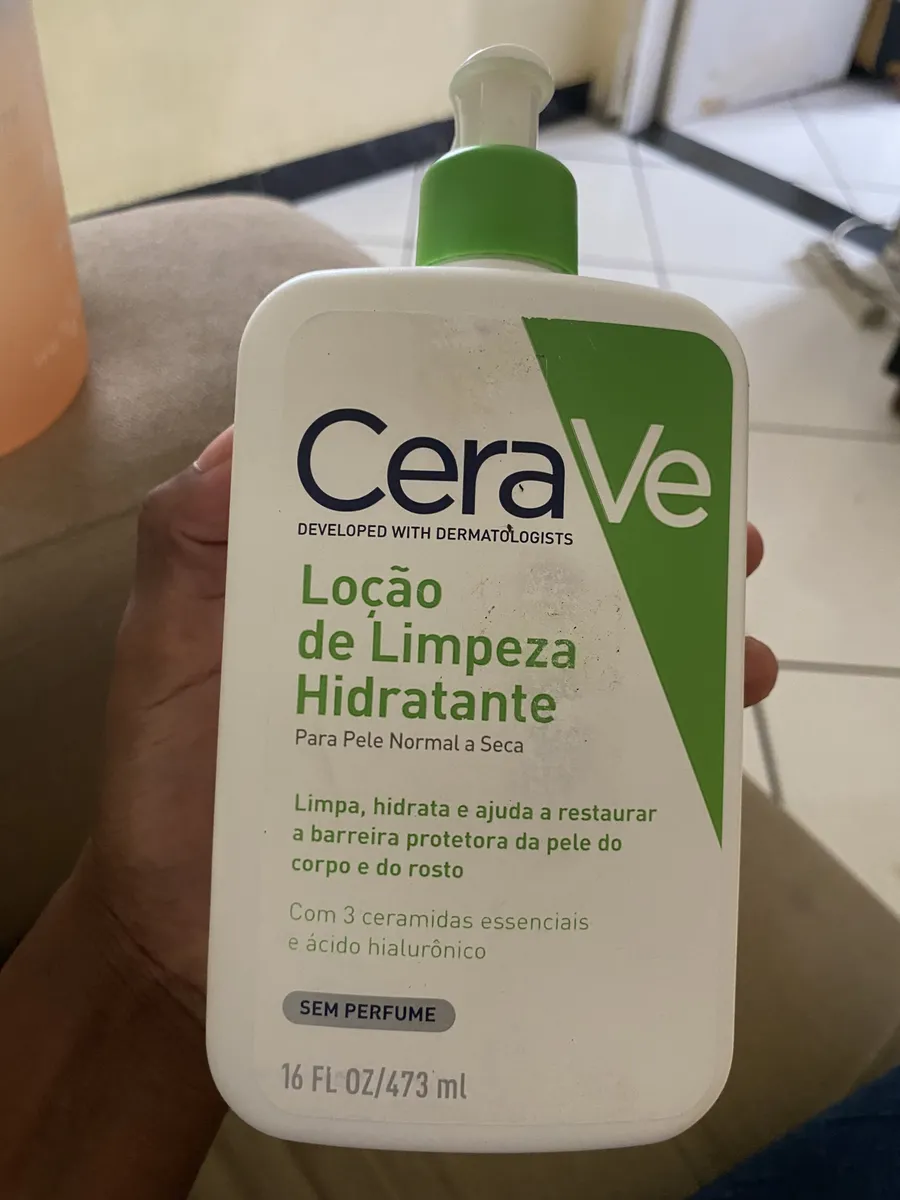 CeraVe
DEVELOPED WITH DERMATOLOGISTS
Loção
de Limpeza
Hidratante
Para Pele Normal a Seca
Limpa, hidrata e ajuda a restaurar
a barreira protetora da pele do
corpo e do rosto
Com 3 ceramidas essenciais
e ácido hialurônico
SEM PERFUME
16 FL OZ/473 ml